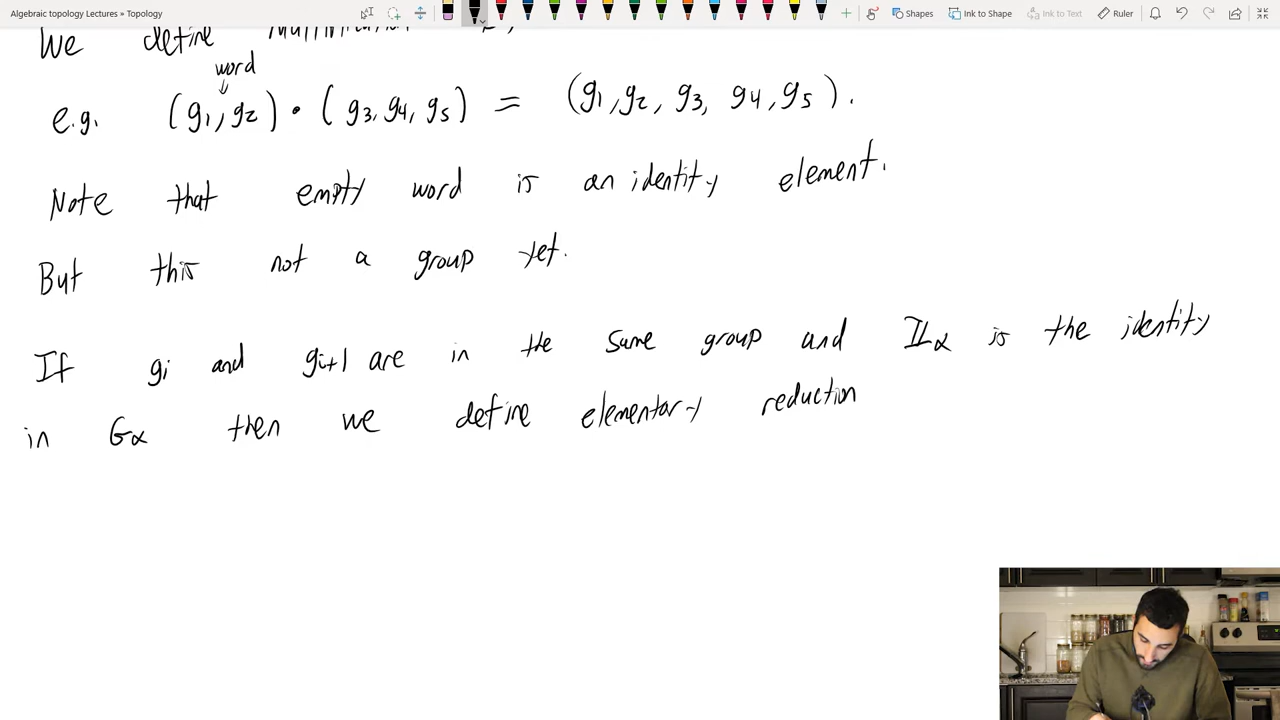 Algebraic topology Lectures – Topology
Shapes Ink to Shape Ink to Text Ruler
We define
word
e.g. (g1, g2) • (g3, g4, g5) = (g1, g2, g3, g4, g5).
Note that empty word is an identity element.
But this not a group yet.
If gi and gi+1 are in the same group and 𝟙α is the identity
in Gα then we define elementary reduction